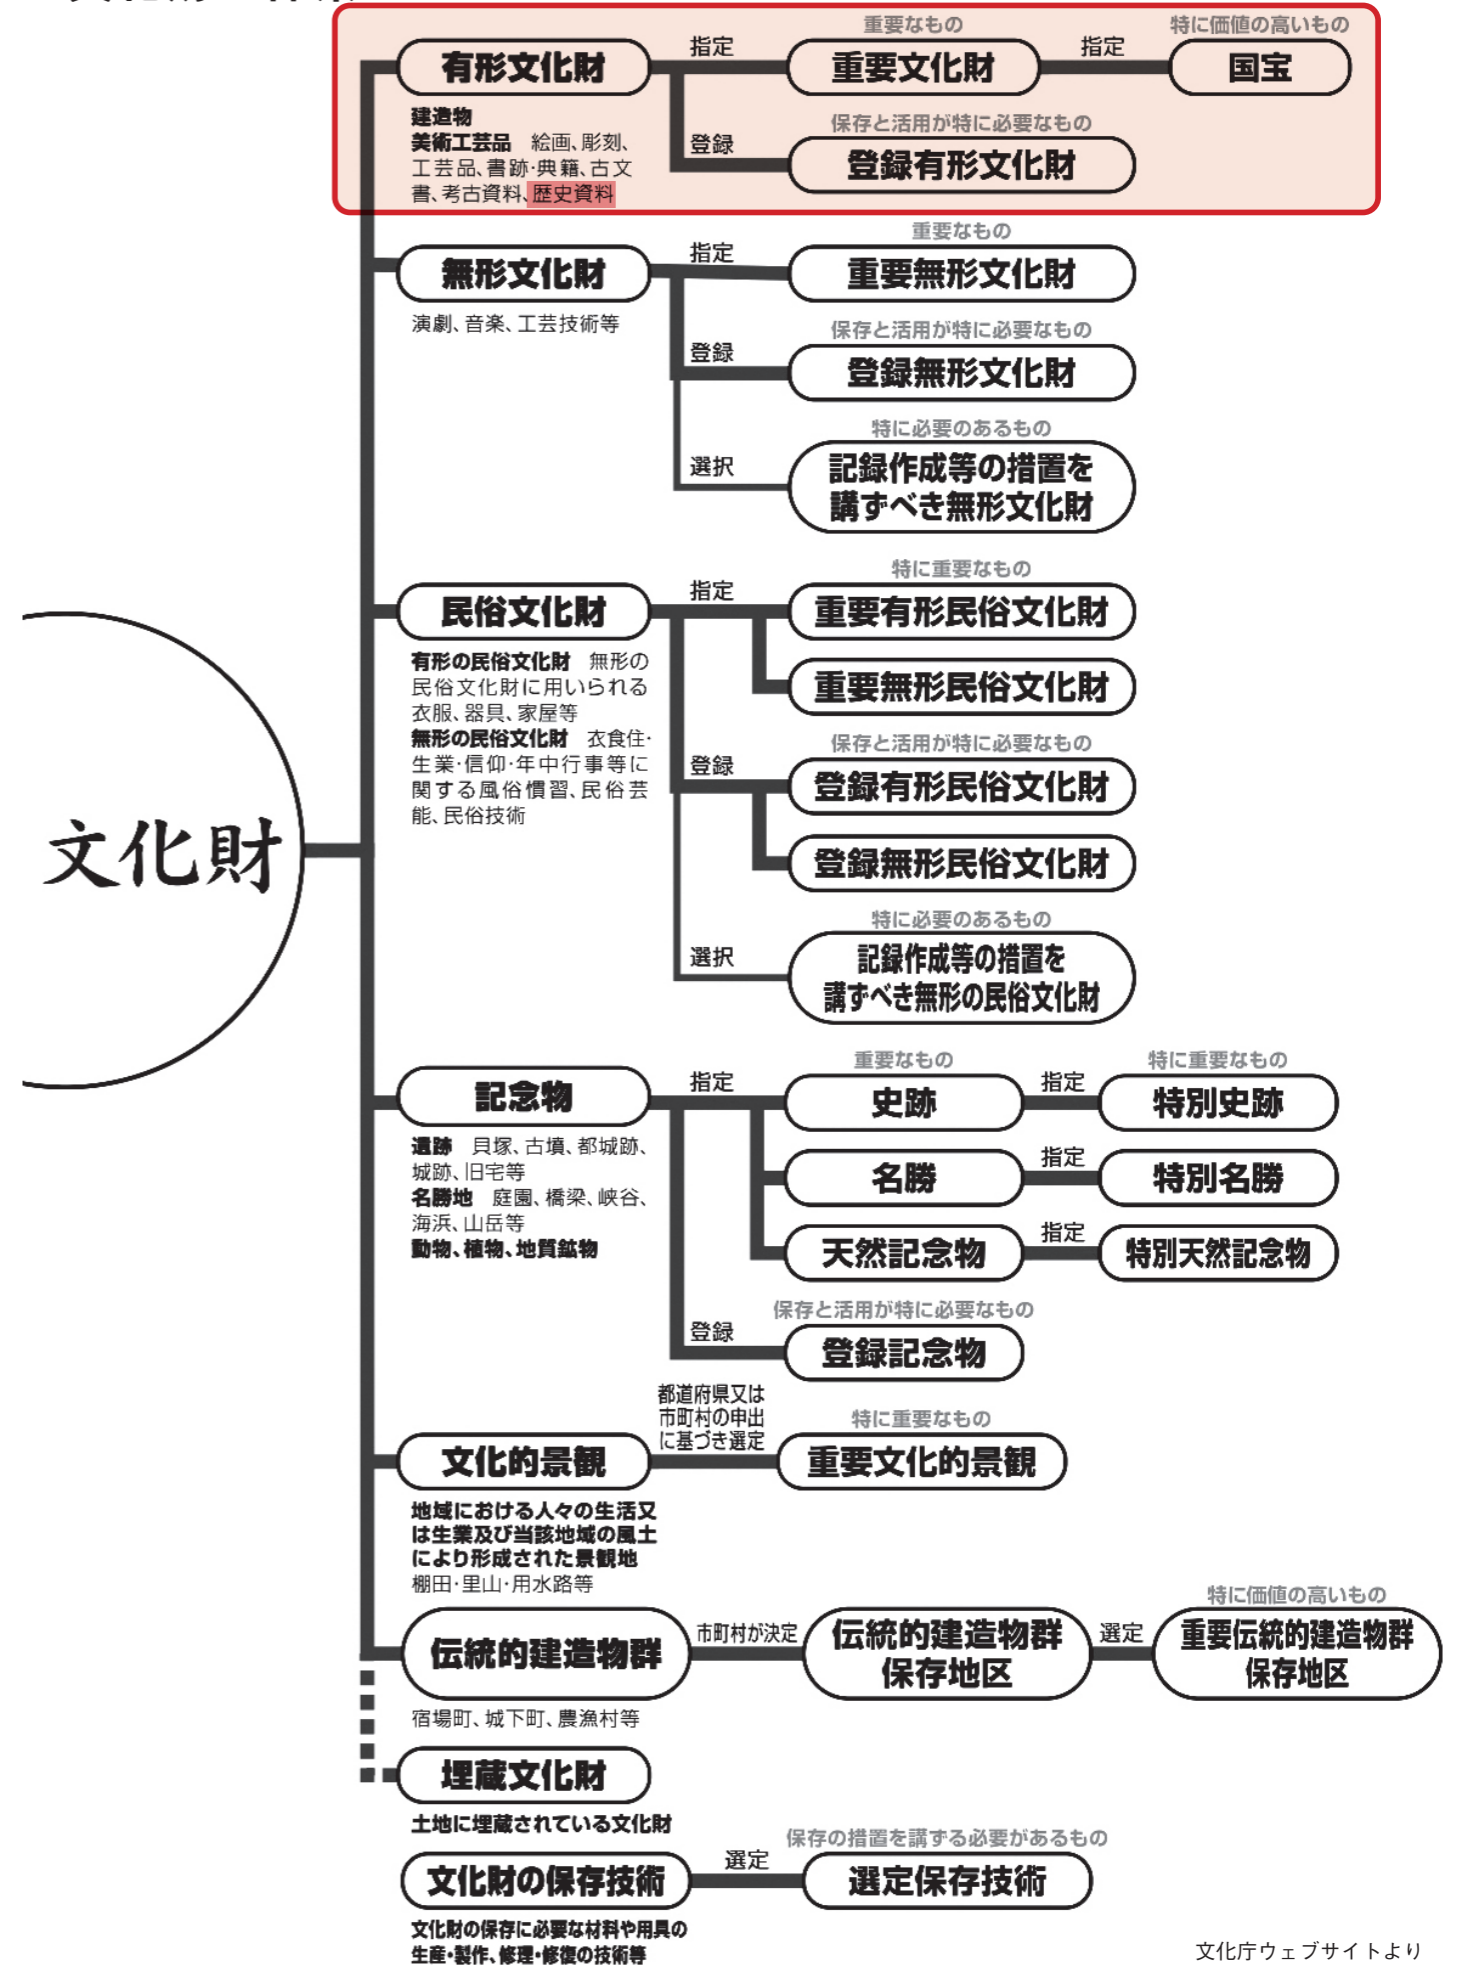 重要なもの
特に価値の高いもの
有形文化財
指定
重要文化財
指定
国宝
建造物
美術工芸品　絵画、彫刻、
工芸品、書跡・典籍、古文
書、考古資料、歴史資料
保存と活用が特に必要なもの
登録
登録有形文化財
重要なもの
無形文化財
指定
重要無形文化財
演劇、音楽、工芸技術等
保存と活用が特に必要なもの
登録
登録無形文化財
特に必要のあるもの
選択
記録作成等の措置を
講ずべき無形文化財
特に重要なもの
民俗文化財
指定
重要有形民俗文化財
重要無形民俗文化財
有形の民俗文化財　無形の
民俗文化財に用いられる
衣服、器具、家屋等
無形の民俗文化財　衣食住・
生業・信仰・年中行事等に
関する風俗慣習、民俗芸
能、民俗技術
保存と活用が特に必要なもの
登録
登録有形民俗文化財
登録無形民俗文化財
文化財
特に必要のあるもの
選択
記録作成等の措置を
講ずべき無形の民俗文化財
重要なもの
特に重要なもの
記念物
指定
史跡
指定
特別史跡
遺跡　貝塚、古墳、都城跡、
城跡、旧宅等
名勝地　庭園、橋梁、峡谷、
海浜、山岳等
動物、植物、地質鉱物
名勝
指定
特別名勝
天然記念物
指定
特別天然記念物
保存と活用が特に必要なもの
登録
登録記念物
都道府県又は
市町村の申出
に基づき選定
特に重要なもの
文化的景観
重要文化的景観
地域における人々の生活又
は生業及び当該地域の風土
により形成された景観地
棚田・里山・用水路等
特に価値の高いもの
伝統的建造物群
市町村が決定
伝統的建造物群
保存地区
選定
重要伝統的建造物群
保存地区
宿場町、城下町、農漁村等
埋蔵文化財
土地に埋蔵されている文化財
保存の措置を講ずる必要があるもの
文化財の保存技術
選定
選定保存技術
文化財の保存に必要な材料や用具の
生産・製作、修理・修復の技術等
文化庁ウェブサイトより